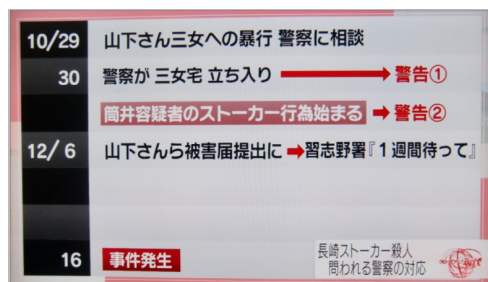 10/29 山下さん三女への暴行 警察に相談
30 警察が 三女宅 立ち入り → 警告①
筒井容疑者のストーカー行為始まる → 警告②
12/6 山下さんら被害届提出に → 習志野署『1週間待って』
16 事件発生
長崎ストーカー殺人
問われる警察の対応